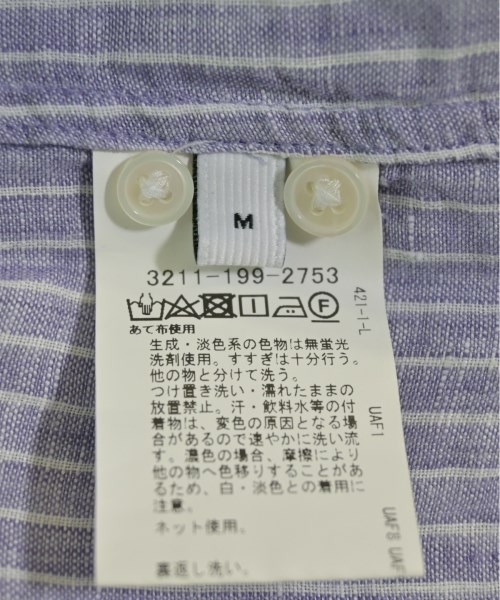 M
3211-199-2753
F
421-1-L
あて布使用
生成・淡色系の色物は無蛍光
洗剤使用。すすぎは十分行う。
他の物と分けて洗う。
つけ置き洗い・濡れたままの
放置禁止。汗・飲料水等の付
着物は、変色の原因となる場
合があるので速やかに洗い流
す。濃色の場合、摩擦により
他の物へ色移りすることがあ
るため、白・淡色との着用に
注意。
ネット使用。
裏返し洗い。
UAF1
UAF8 UAF